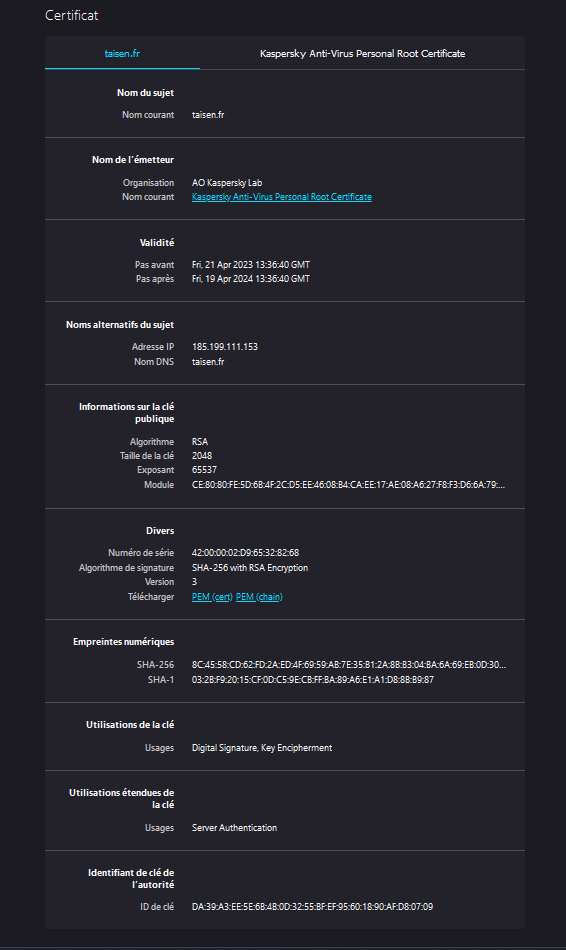 Certificat
taisen.fr
Kaspersky Anti-Virus Personal Root Certificate
Nom du sujet
Nom courant taisen.fr
Nom de l'émetteur
Organisation AO Kaspersky Lab
Nom courant Kaspersky Anti-Virus Personal Root Certificate
Validité
Pas avant Fri, 21 Apr 2023 13:36:40 GMT
Pas après Fri, 19 Apr 2024 13:36:40 GMT
Noms alternatifs du sujet
Adresse IP 185.199.111.153
Nom DNS taisen.fr
Informations sur la clé
publique
Algorithme RSA
Taille de la clé 2048
Exposant 65537
Module CE:80:80:FE:5D:6B:4F:2C:D5:EE:46:08:B4:CA:EE:17:AE:08:A6:27:F8:F3:D6:6A:79:...
Divers
Numéro de série 42:00:00:02:D9:65:32:82:68
Algorithme de signature SHA-256 with RSA Encryption
Version 3
Télécharger PEM (cert) PEM (chain)
Empreintes numériques
SHA-256 8C:45:58:CD:62:FD:2A:ED:4F:69:59:AB:7E:35:B1:2A:8B:B3:04:BA:6A:69:EB:0D:30...
SHA-1 03:2B:F9:20:15:CF:0D:C5:9E:CB:FF:BA:89:A6:E1:A1:D8:8B:B9:87
Utilisations de la clé
Usages Digital Signature, Key Encipherment
Utilisations étendues de
la clé
Usages Server Authentication
Identifiant de clé de
l'autorité
ID de clé DA:39:A3:EE:5E:6B:4B:0D:32:55:BF:EF:95:60:18:90:AF:D8:07:09